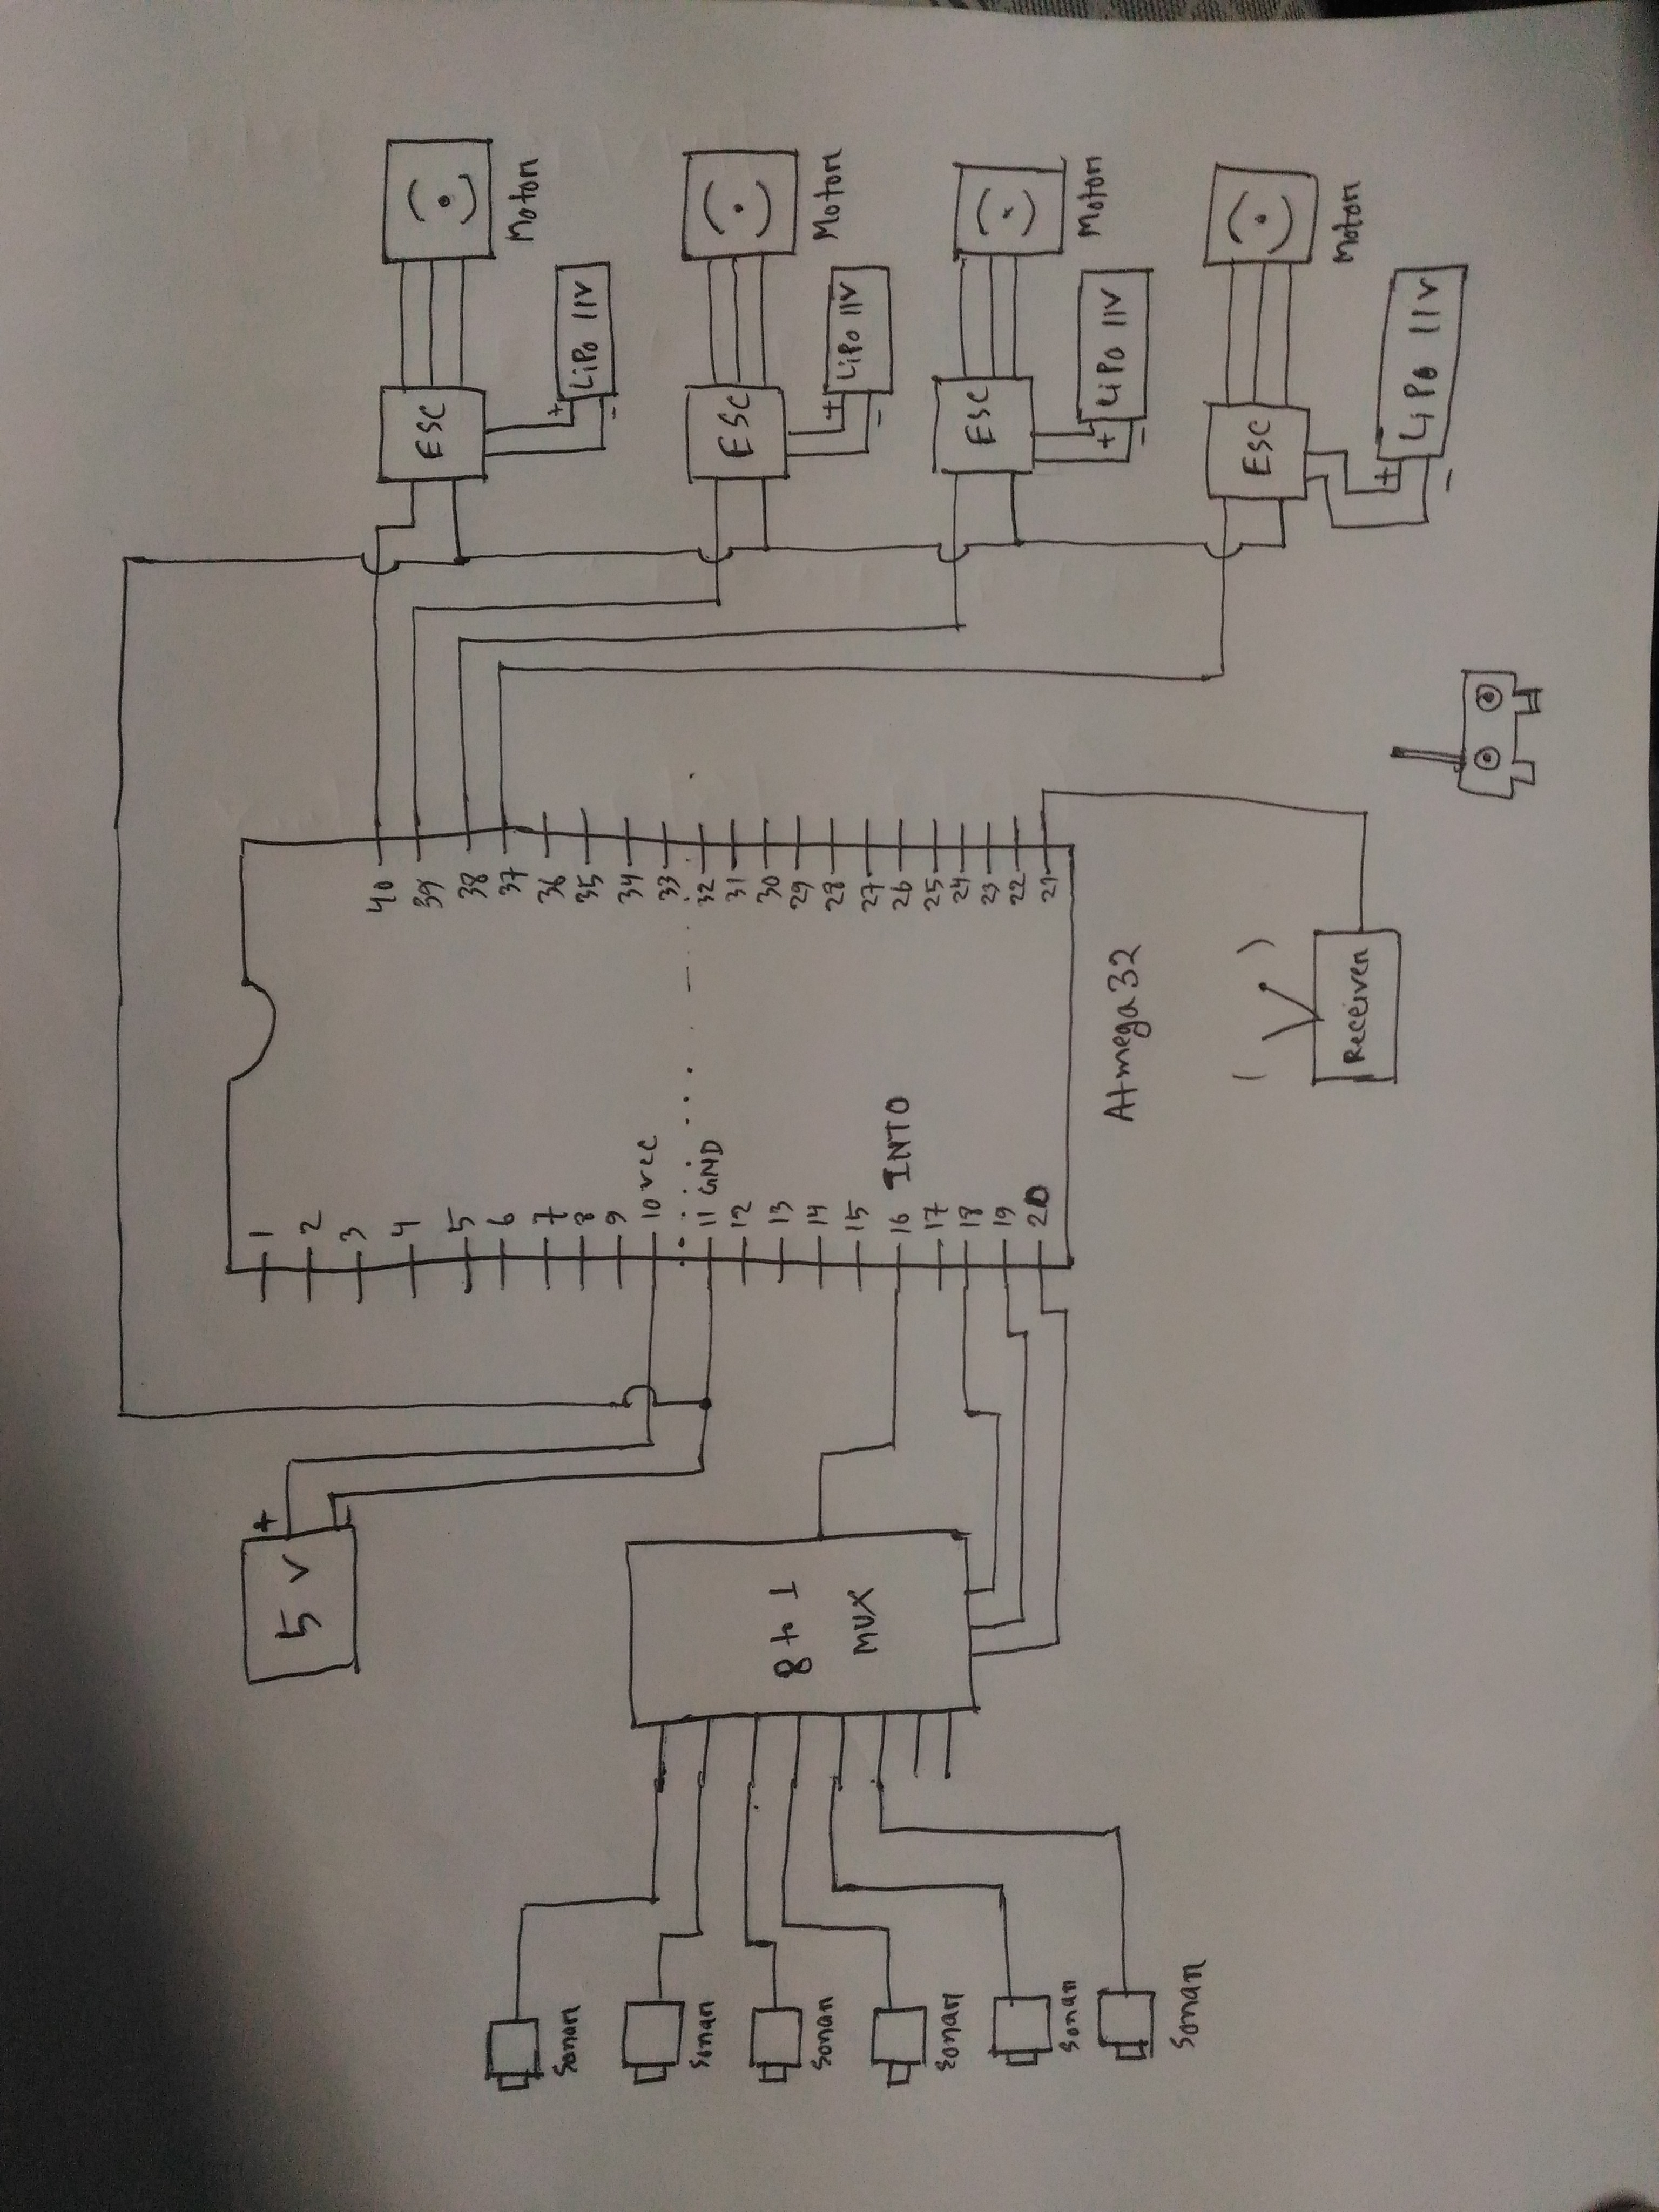 5 V
+
-
1
2
3
4
5
6
7
8
9
10 VCC
11 GND
12
13
14
15
16 INT0
17
18
19
20
40
39
38
37
36
35
34
33
32
31
30
29
28
27
26
25
24
23
22
21
Atmega32
Sonar
Sonar
Sonar
Sonar
Sonar
Sonar
8 to 1
MUX
Receiver
ESC
Motor
+
LiPo 11V
-
ESC
Motor
+
LiPo 11V
-
ESC
Motor
+
LiPo 11V
-
ESC
Motor
+
LiPo 11V
-